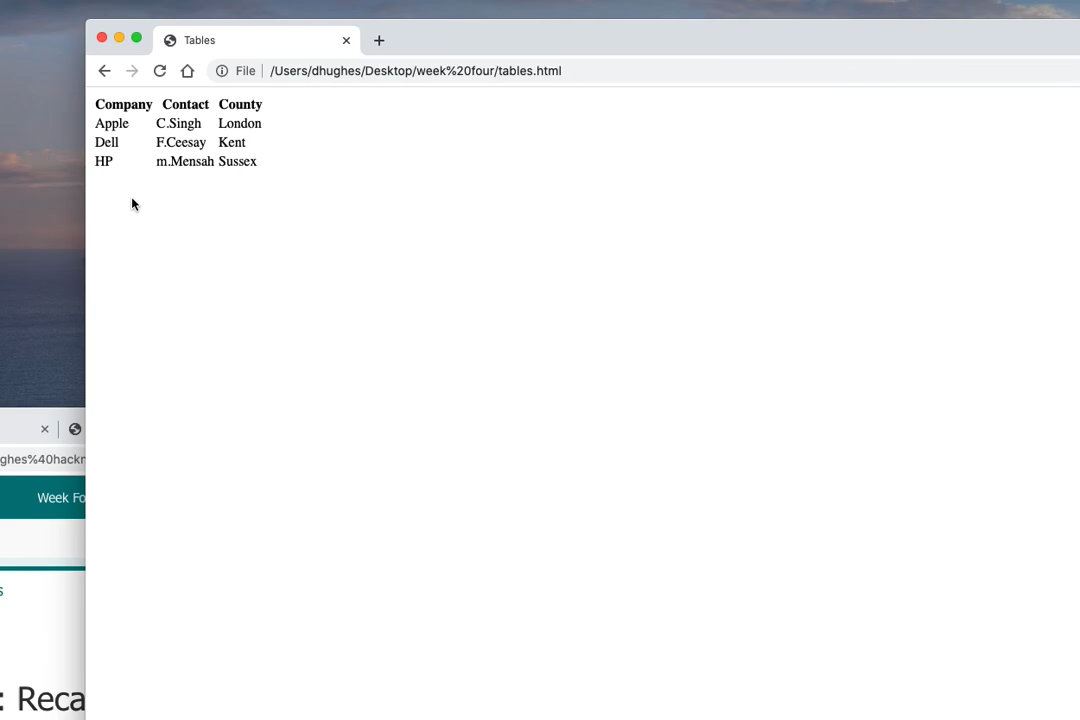 Tables
File /Users/dhughes/Desktop/week%20four/tables.html
Company Contact County
Apple C.Singh London
Dell F.Ceesay Kent
HP m.Mensah Sussex
ghes%40hackn
Week Fo
s
: Reca